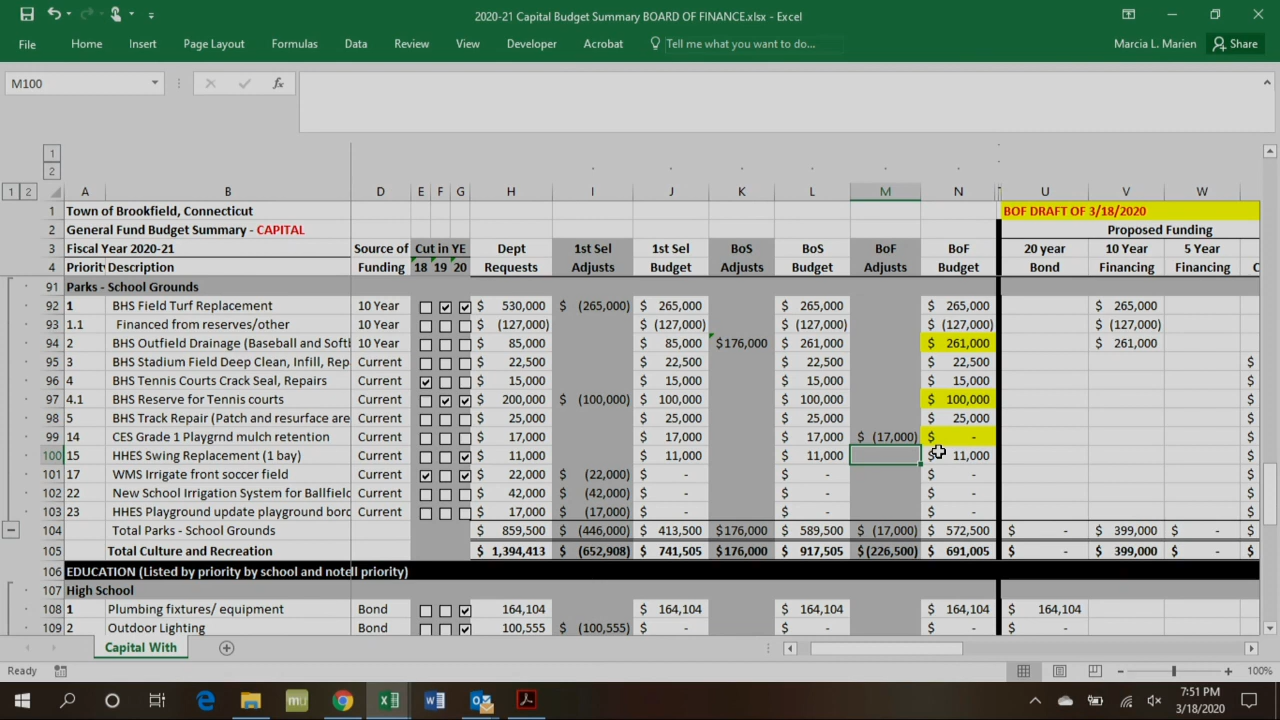 2020-21 Capital Budget Summary BOARD OF FINANCE.xlsx - Excel
File Home Insert Page Layout Formulas Data Review View Developer Acrobat Tell me what you want to do... Marcia L. Marien Share
M100 fx
1
2
1 2 A B D E F G H I J K L M N U V W
1 Town of Brookfield, Connecticut BOF DRAFT OF 3/18/2020
2 General Fund Budget Summary - CAPITAL Proposed Funding
3 Fiscal Year 2020-21 Source of Cut in YE Dept 1st Sel 1st Sel BoS BoS BoF BoF 20 year 10 Year 5 Year
4 Priorit Description Funding 18 19 20 Requests Adjusts Budget Adjusts Budget Adjusts Budget Bond Financing Financing C
91 Parks - School Grounds
92 1 BHS Field Turf Replacement 10 Year $ 530,000 $ (265,000) $ 265,000 $ 265,000 $ 265,000 $ 265,000
93 1.1 Financed from reserves/other 10 Year $ (127,000) $ (127,000) $ (127,000) $ (127,000) $ (127,000)
94 2 BHS Outfield Drainage (Baseball and Softb 10 Year $ 85,000 $ 85,000 $176,000 $ 261,000 $ 261,000 $ 261,000
95 3 BHS Stadium Field Deep Clean, Infill, Rep Current $ 22,500 $ 22,500 $ 22,500 $ 22,500 $
96 4 BHS Tennis Courts Crack Seal, Repairs Current $ 15,000 $ 15,000 $ 15,000 $ 15,000 $
97 4.1 BHS Reserve for Tennis courts Current $ 200,000 $ (100,000) $ 100,000 $ 100,000 $ 100,000 $
98 5 BHS Track Repair (Patch and resurface are Current $ 25,000 $ 25,000 $ 25,000 $ 25,000 $
99 14 CES Grade 1 Playgrnd mulch retention Current $ 17,000 $ 17,000 $ 17,000 $ (17,000) $ - $
100 15 HHES Swing Replacement (1 bay) Current $ 11,000 $ 11,000 $ 11,000 $ 11,000 $
101 17 WMS Irrigate front soccer field Current $ 22,000 $ (22,000) $ - $ - $ - $
102 22 New School Irrigation System for Ballfield Current $ 42,000 $ (42,000) $ - $ - $ - $
103 23 HHES Playground update playground bord Current $ 17,000 $ (17,000) $ - $ - $ - $
104 Total Parks - School Grounds $ 859,500 $ (446,000) $ 413,500 $176,000 $ 589,500 $ (17,000) $ 572,500 $ - $ 399,000 $ - $
105 Total Culture and Recreation $ 1,394,413 $ (652,908) $ 741,505 $176,000 $ 917,505 $ (226,500) $ 691,005 $ - $ 399,000 $ - $
106 EDUCATION (Listed by priority by school and notell priority)
107 High School
108 1 Plumbing fixtures/ equipment Bond 164,104 $ 164,104 $ 164,104 $ 164,104 $ 164,104
109 2 Outdoor Lighting Bond $ 100,555 $ (100,555) $ - $ - $ - $ -
Capital With
Ready 100%
7:51 PM
3/18/2020